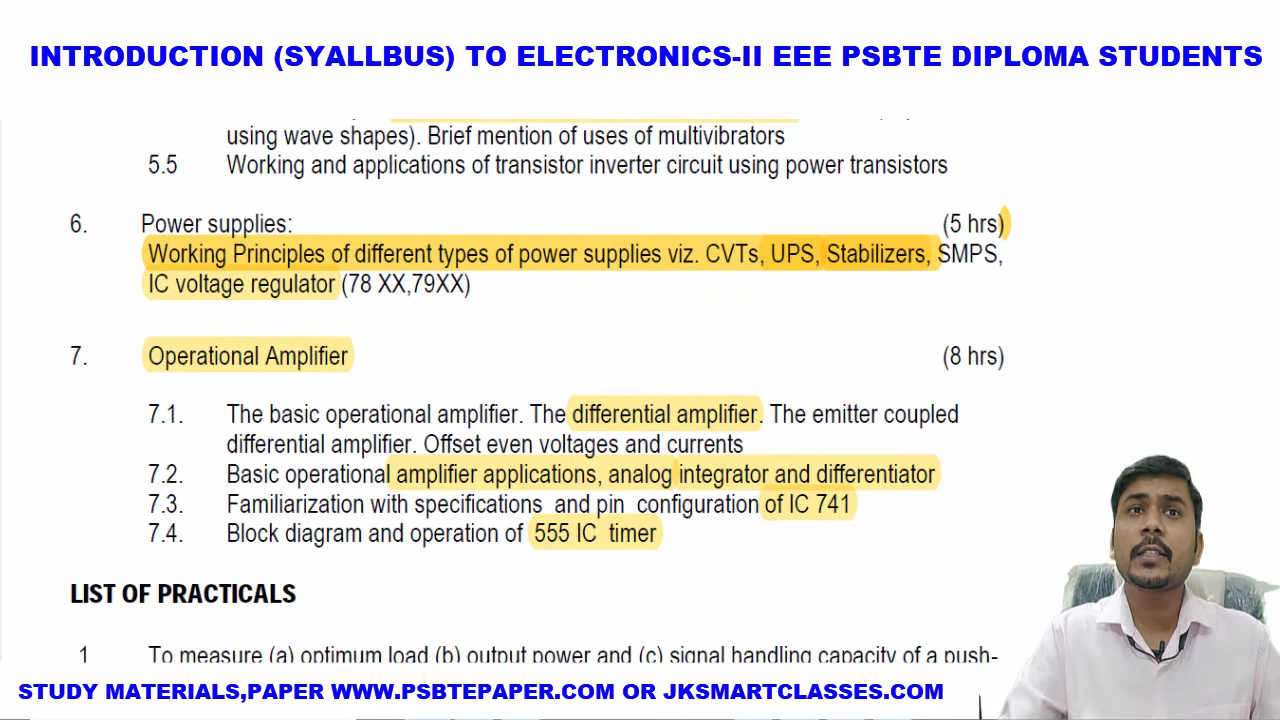 INTRODUCTION (SYALLBUS) TO ELECTRONICS-II EEE PSBTE DIPLOMA STUDENTS
using wave shapes). Brief mention of uses of multivibrators
5.5 Working and applications of transistor inverter circuit using power transistors
6. Power supplies: (5 hrs)
Working Principles of different types of power supplies viz. CVTs, UPS, Stabilizers, SMPS,
IC voltage regulator (78 XX,79XX)
7. Operational Amplifier (8 hrs)
7.1. The basic operational amplifier. The differential amplifier. The emitter coupled
differential amplifier. Offset even voltages and currents
7.2. Basic operational amplifier applications, analog integrator and differentiator
7.3. Familiarization with specifications and pin configuration of IC 741
7.4. Block diagram and operation of 555 IC timer
LIST OF PRACTICALS
1 To measure (a) optimum load (b) output power and (c) signal handling capacity of a push-
STUDY MATERIALS,PAPER WWW.PSBTEPAPER.COM OR JKSMARTCLASSES.COM